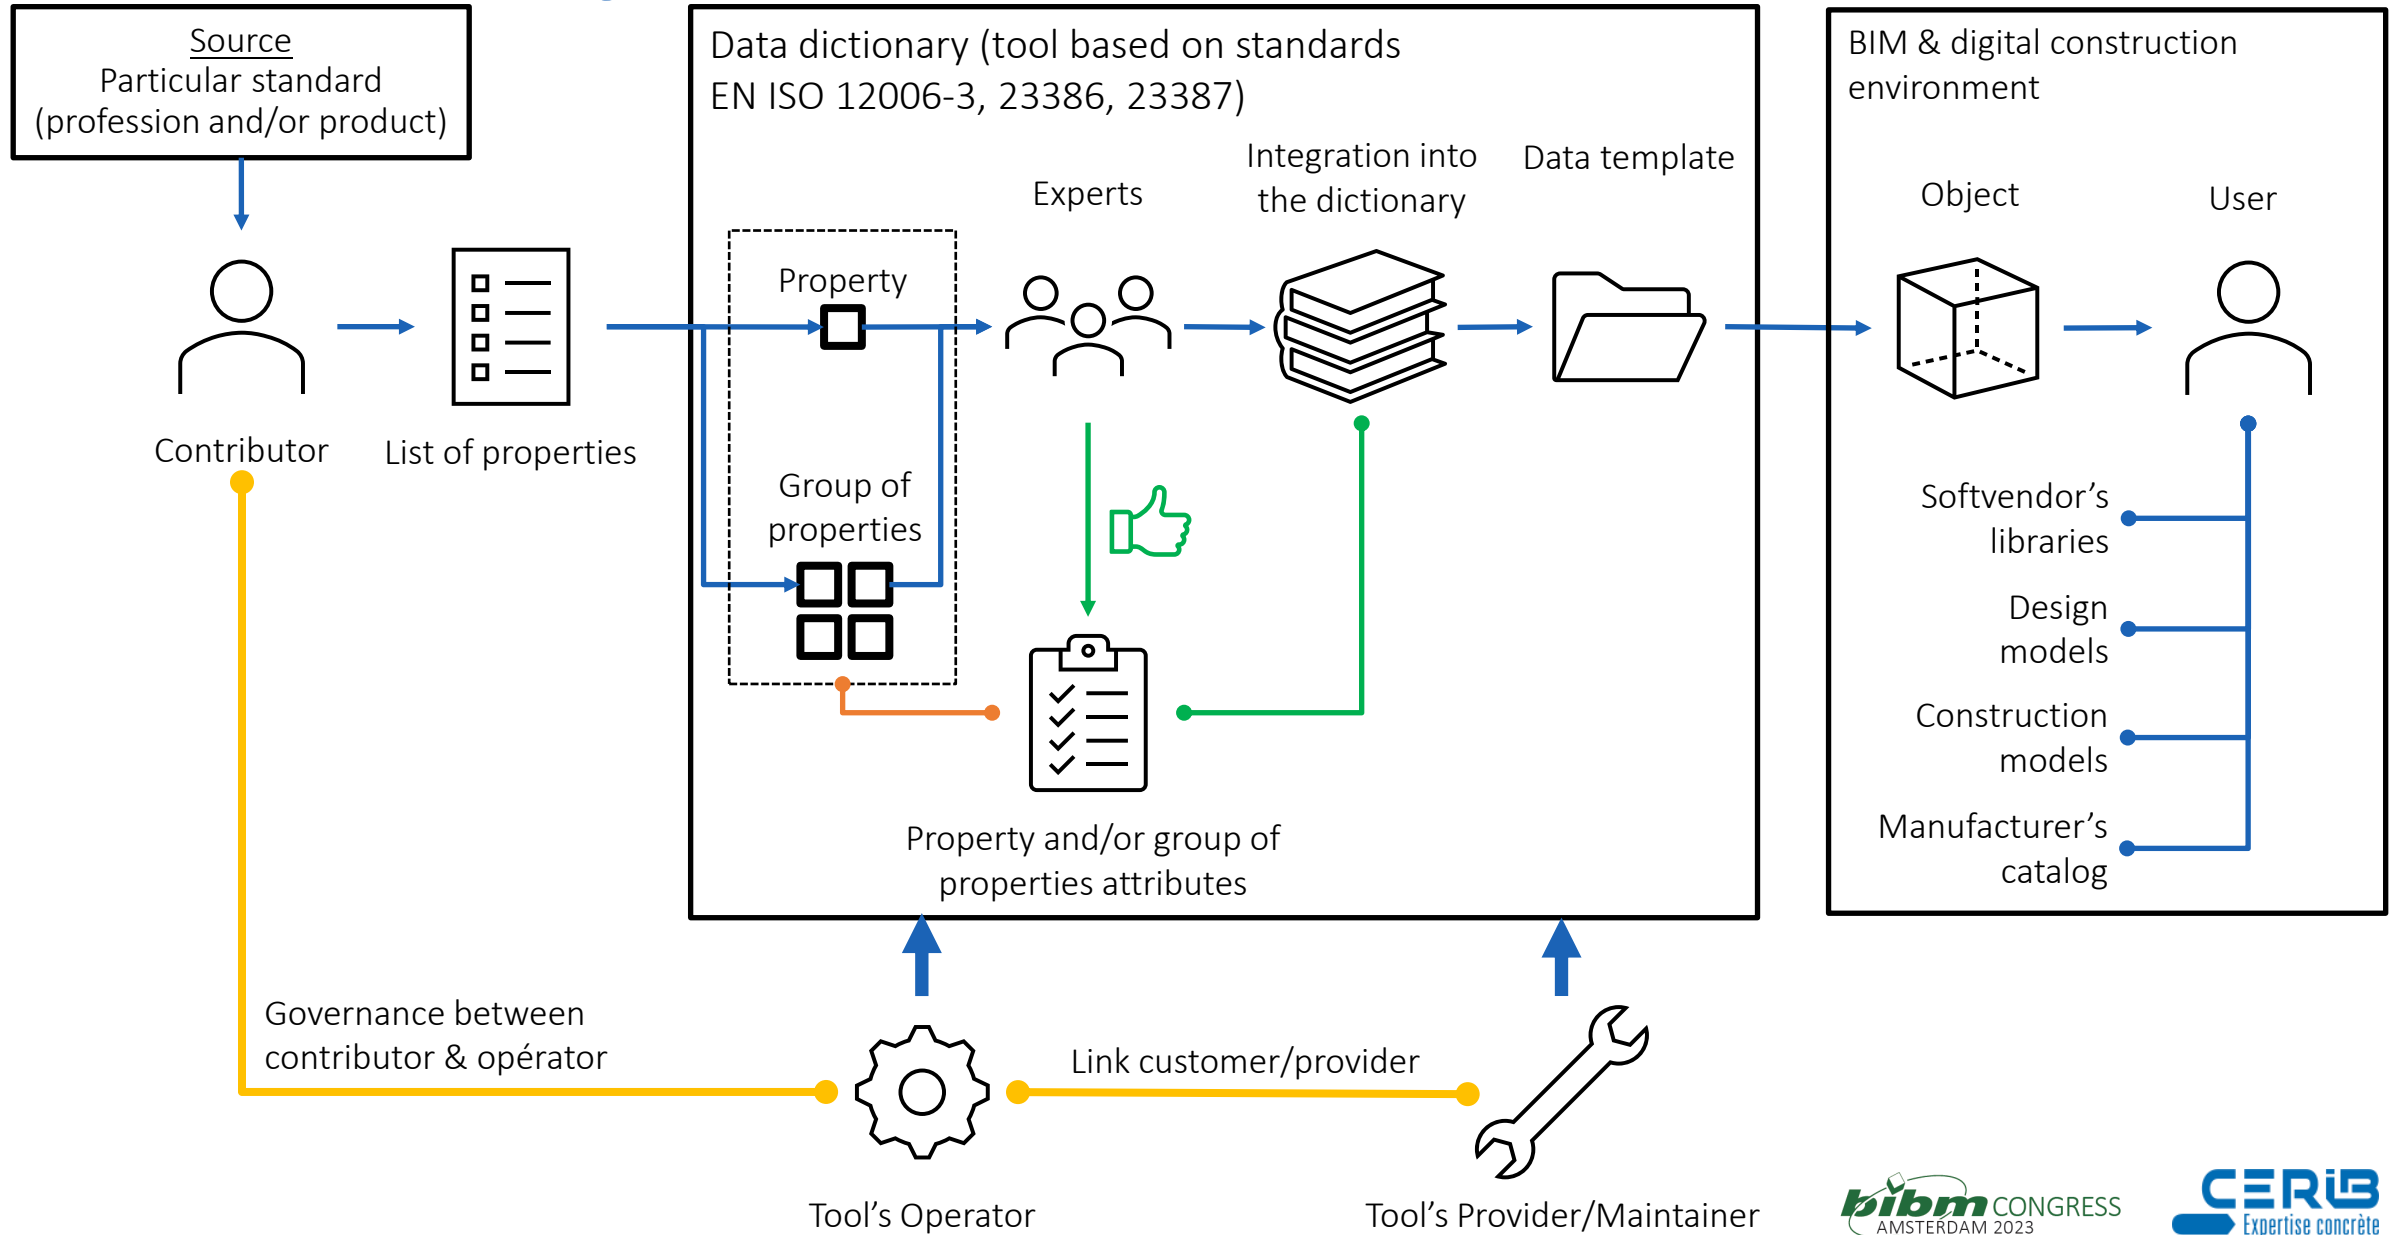 Source
Particular standard
(profession and/or product)
Data dictionary (tool based on standards
EN ISO 12006-3, 23386, 23387)
BIM & digital construction
environment
Contributor
List of properties
Property
Group of
properties
Experts
Integration into
the dictionary
Data template
Property and/or group of
properties attributes
Object
User
Softvendor’s
libraries
Design
models
Construction
models
Manufacturer’s
catalog
Governance between
contributor & opérator
Link customer/provider
Tool’s Operator
Tool’s Provider/Maintainer
bibm CONGRESS
AMSTERDAM 2023
CERIB
Expertise concrète